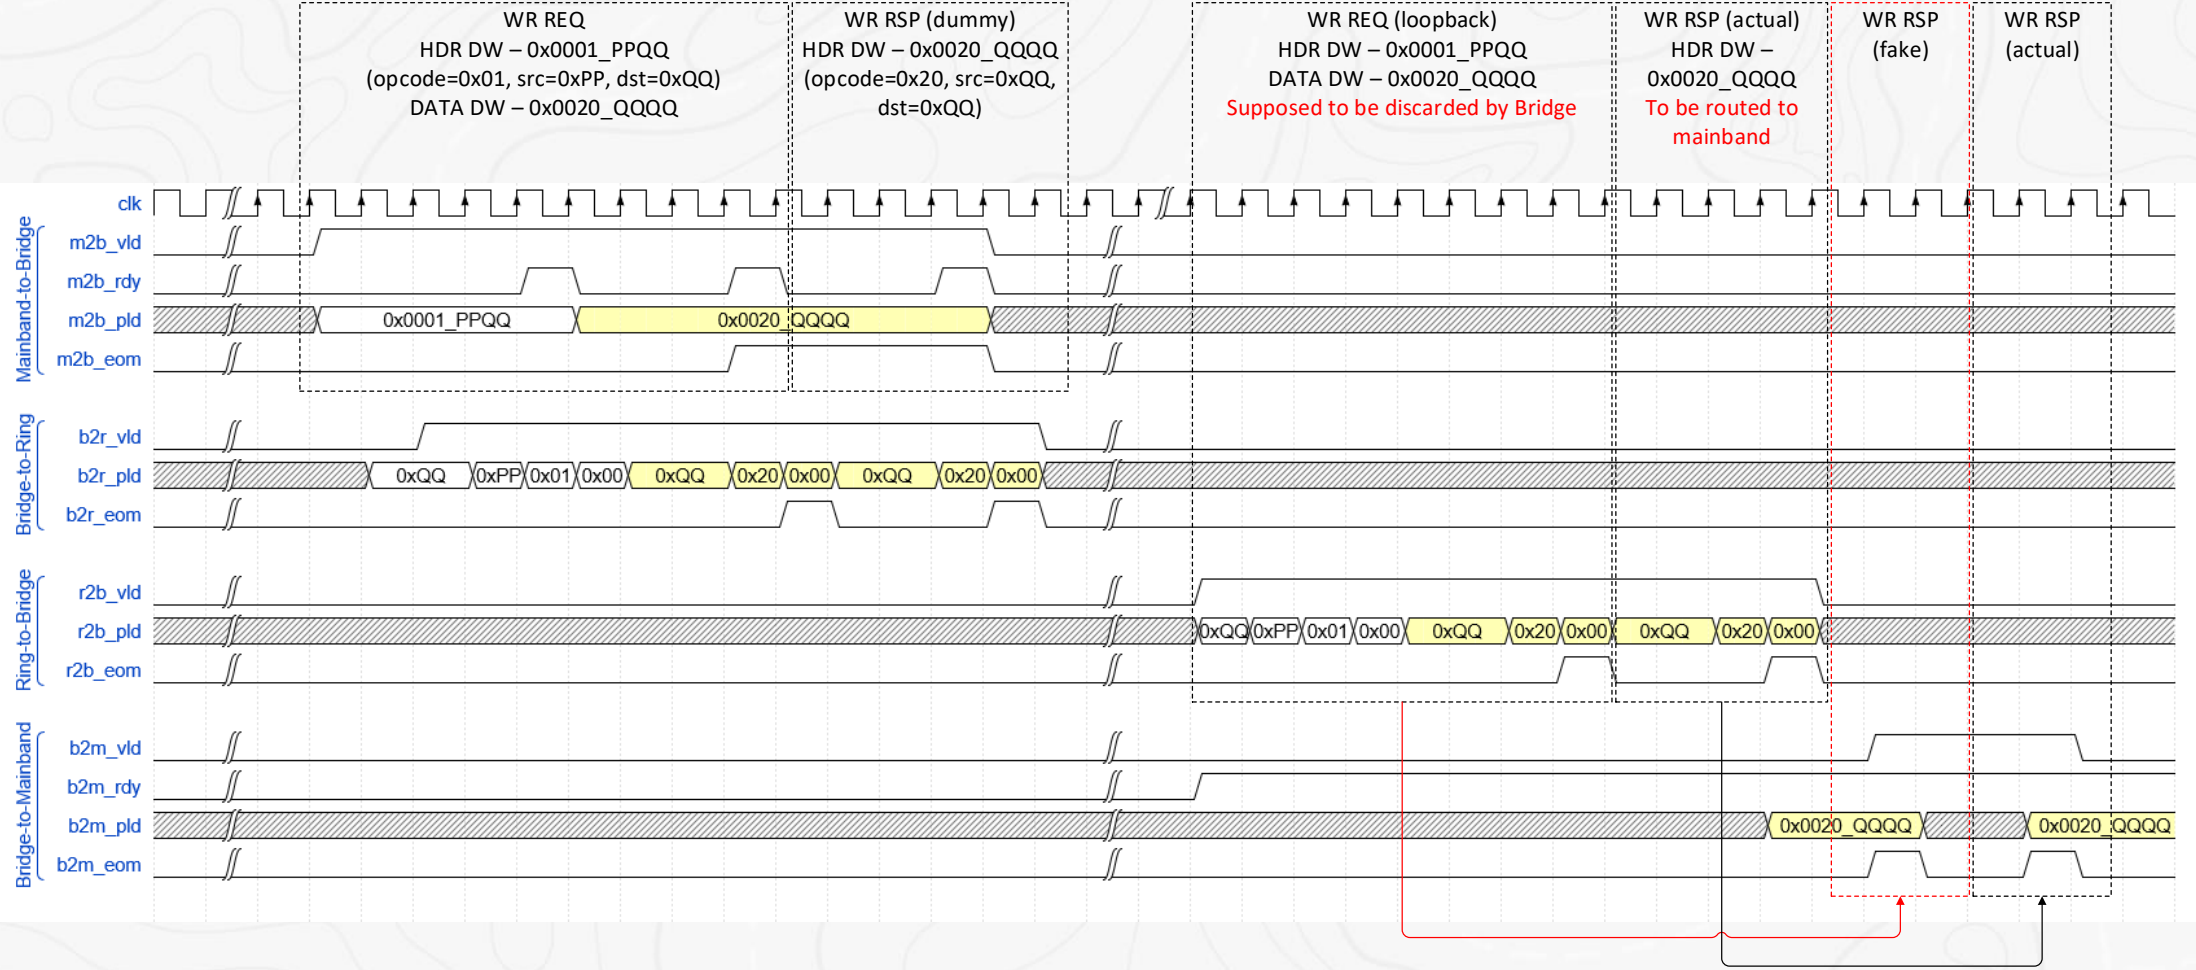 WR REQ
HDR DW – 0x0001_PPQQ
(opcode=0x01, src=0xPP, dst=0xQQ)
DATA DW – 0x0020_QQQQ
WR RSP (dummy)
HDR DW – 0x0020_QQQQ
(opcode=0x20, src=0xQQ,
dst=0xQQ)
WR REQ (loopback)
HDR DW – 0x0001_PPQQ
DATA DW – 0x0020_QQQQ
Supposed to be discarded by Bridge
WR RSP (actual)
HDR DW –
0x0020_QQQQ
To be routed to
mainband
WR RSP
(fake)
WR RSP
(actual)
clk
Mainband-to-Bridge
m2b_vld
m2b_rdy
m2b_pld 0x0001_PPQQ 0x0020_QQQQ
m2b_eom
Bridge-to-Ring
b2r_vld
b2r_pld 0xQQ 0xPP 0x01 0x00 0xQQ 0x20 0x00 0xQQ 0x20 0x00
b2r_eom
Ring-to-Bridge
r2b_vld
r2b_pld 0xQQ 0xPP 0x01 0x00 0xQQ 0x20 0x00 0xQQ 0x20 0x00
r2b_eom
Bridge-to-Mainband
b2m_vld
b2m_rdy
b2m_pld 0x0020_QQQQ 0x0020_QQQQ
b2m_eom